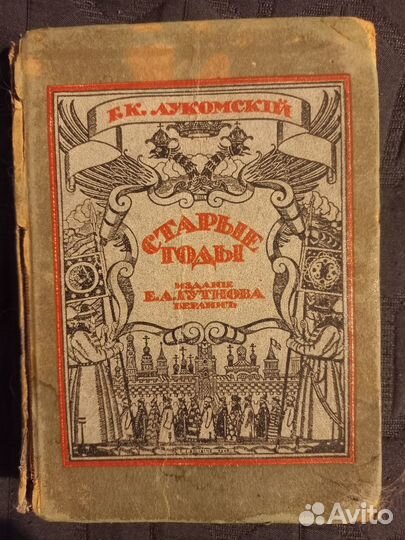 Г.К. ЛУКОМСКІЙ
СТАРЫЕ
ГОДЫ
ИЗДАНІЕ
Е.А. ГУТНОВА
БЕРЛИНЪ
Avito